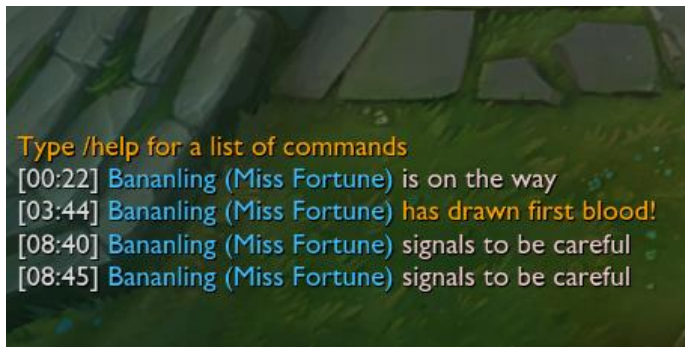 Type /help for a list of commands
[00:22] Bananling (Miss Fortune) is on the way
[03:44] Bananling (Miss Fortune) has drawn first blood!
[08:40] Bananling (Miss Fortune) signals to be careful
[08:45] Bananling (Miss Fortune) signals to be careful